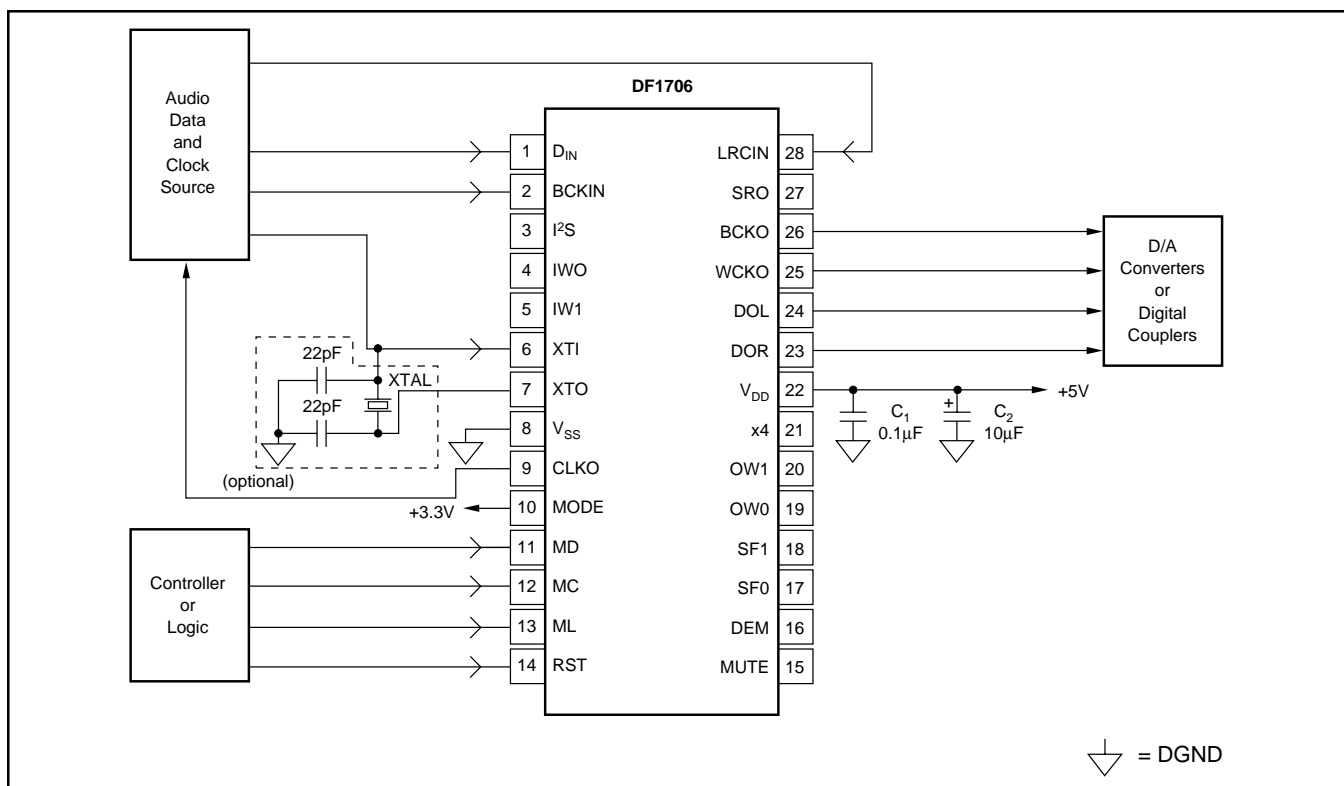 DF1706
Audio
Data
and
Clock
Source
1 D_IN
2 BCKIN
3 I²S
4 IWO
5 IW1
6 XTI
7 XTO
8 V_SS
9 CLKO
10 MODE
11 MD
12 MC
13 ML
14 RST
LRCIN 28
SRO 27
BCKO 26
WCKO 25
DOL 24
DOR 23
V_DD 22
x4 21
OW1 20
OW0 19
SF1 18
SF0 17
DEM 16
MUTE 15
22pF
XTAL
22pF
(optional)
+3.3V
Controller
or
Logic
D/A
Converters
or
Digital
Couplers
+5V
C₁
0.1µF
+
C₂
10µF
= DGND